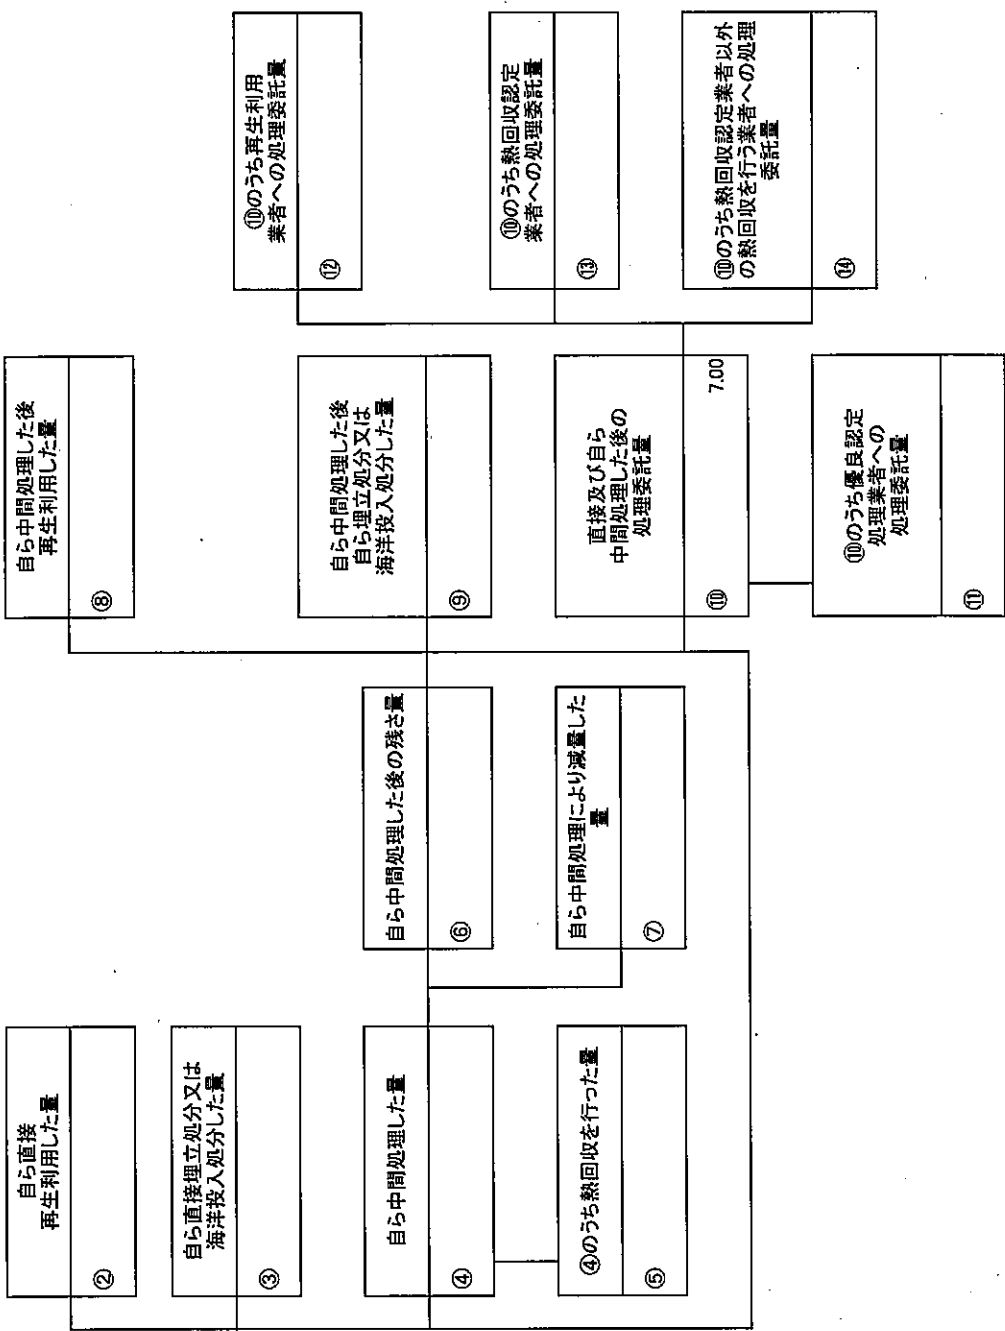 自ら直接
再生利用した量
②
自ら直接埋立処分又は
海洋投入処分した量
③
自ら中間処理した量
④
④のうち熱回収を行った量
⑤
自ら中間処理した後の残さ量
⑥
自ら中間処理により減量した
量
⑦
自ら中間処理した後
再生利用した量
⑧
自ら中間処理した後
自ら埋立処分又は
海洋投入処分した量
⑨
直接及び自ら
中間処理した後の
処理委託量
⑩
7.00
⑩のうち優良認定
処理業者への
処理委託量
⑪
⑩のうち再生利用
業者への処理委託量
⑫
⑩のうち熱回収認定
業者への処理委託量
⑬
⑩のうち熱回収認定業者以外
の熱回収を行う業者への処理
委託量
⑭